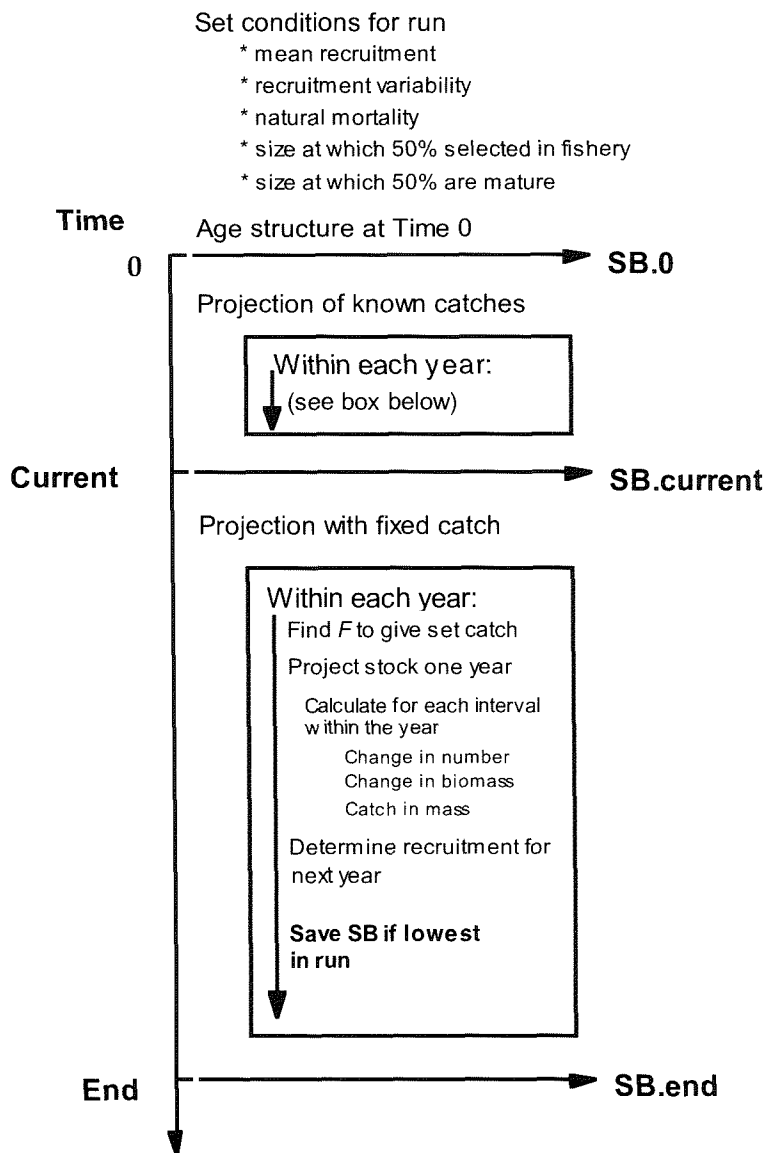 Set conditions for run
* mean recruitment
* recruitment variability
* natural mortality
* size at which 50% selected in fishery
* size at which 50% are mature
Time
Age structure at Time 0
0
SB.0
Projection of known catches
Within each year:
(see box below)
Current
SB.current
Projection with fixed catch
Within each year:
Find F to give set catch
Project stock one year
Calculate for each interval
within the year
Change in number
Change in biomass
Catch in mass
Determine recruitment for
next year
Save SB if lowest
in run
End
SB.end